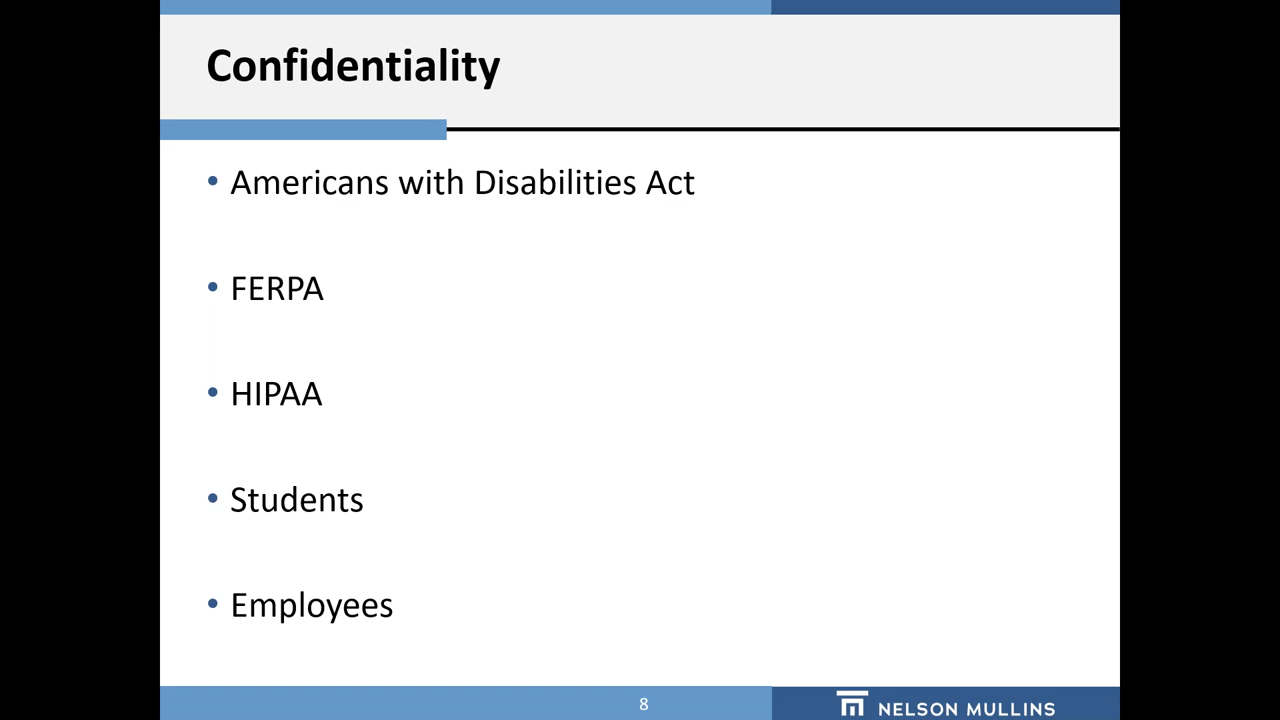 Confidentiality
• Americans with Disabilities Act
• FERPA
• HIPAA
• Students
• Employees
8
NELSON MULLINS